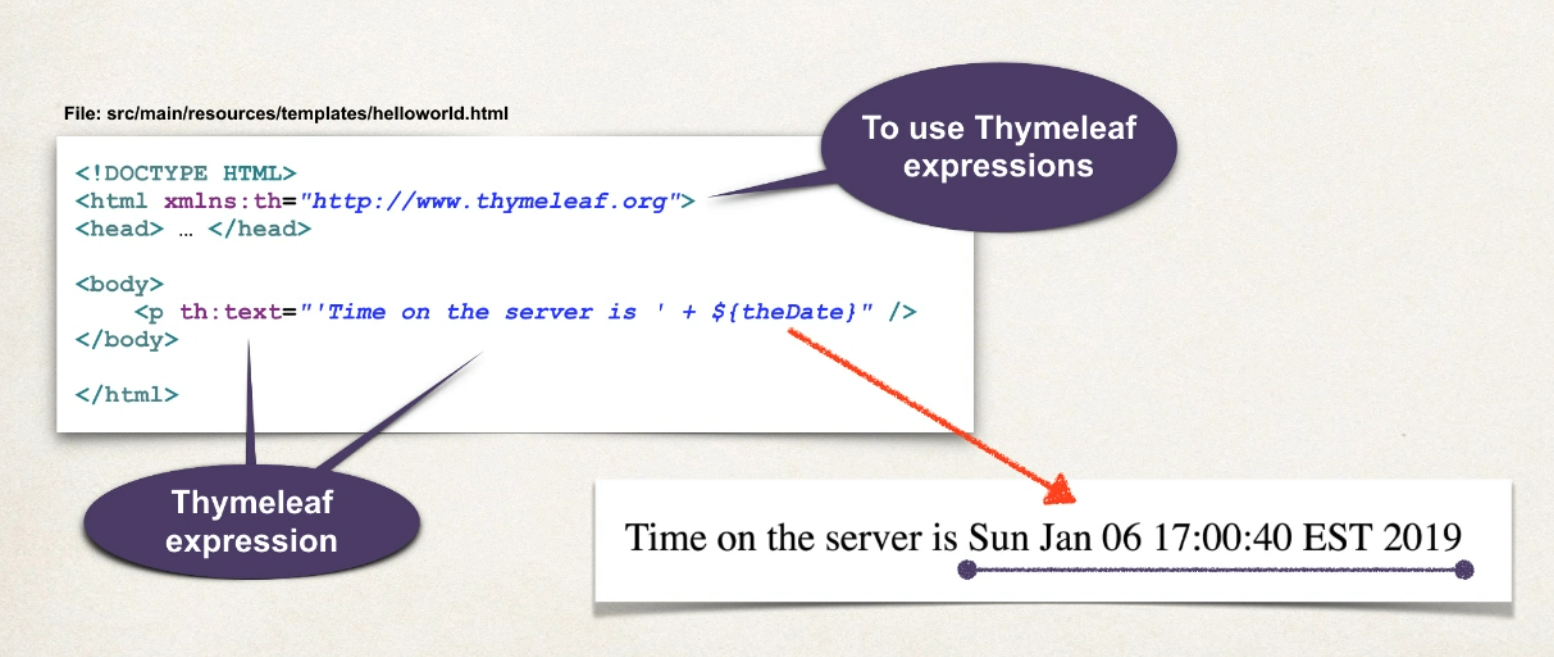 File: src/main/resources/templates/helloworld.html
To use Thymeleaf
expressions
<!DOCTYPE HTML>
<html xmlns:th="http://www.thymeleaf.org">
<head> … </head>
<body>
<p th:text="'Time on the server is ' + ${theDate}" />
</body>
</html>
Thymeleaf
expression
Time on the server is Sun Jan 06 17:00:40 EST 2019